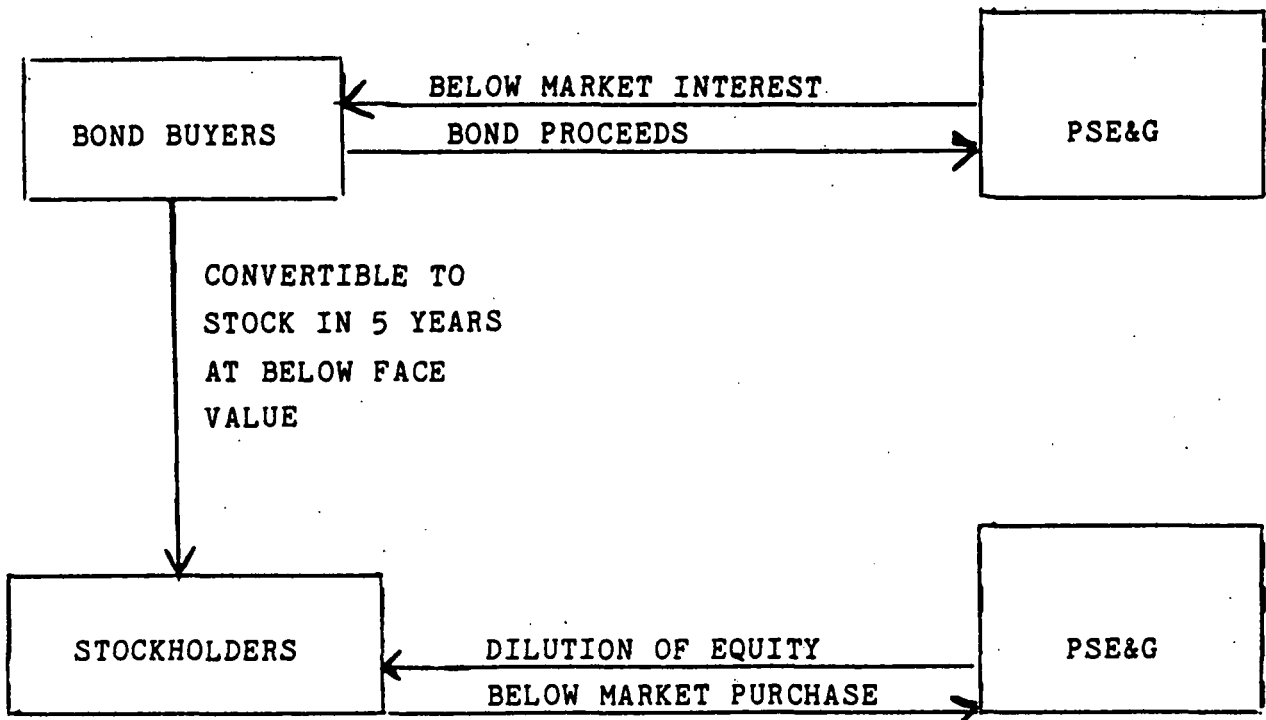 BELOW MARKET INTEREST
BOND BUYERS
BOND PROCEEDS
PSE&G
CONVERTIBLE TO
STOCK IN 5 YEARS
AT BELOW FACE
VALUE
STOCKHOLDERS
DILUTION OF EQUITY
PSE&G
BELOW MARKET PURCHASE